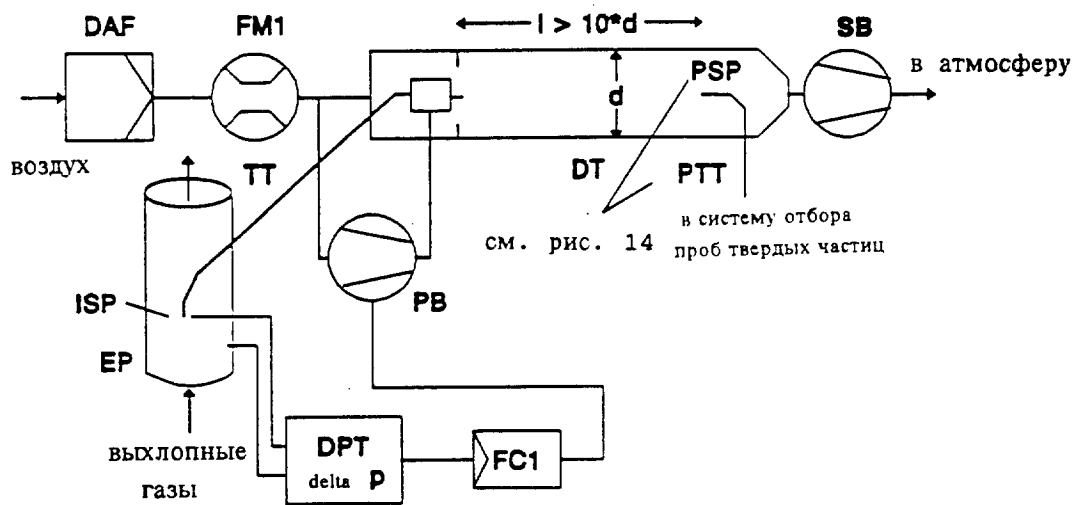 DAF
FM1
l > 10*d
SB
PSP
в атмосферу
d
воздух
TT
DT
PTT
в систему отбора
проб твердых частиц
см. рис. 14
ISP
PB
EP
выхлопные
газы
DPT
delta p
FC1